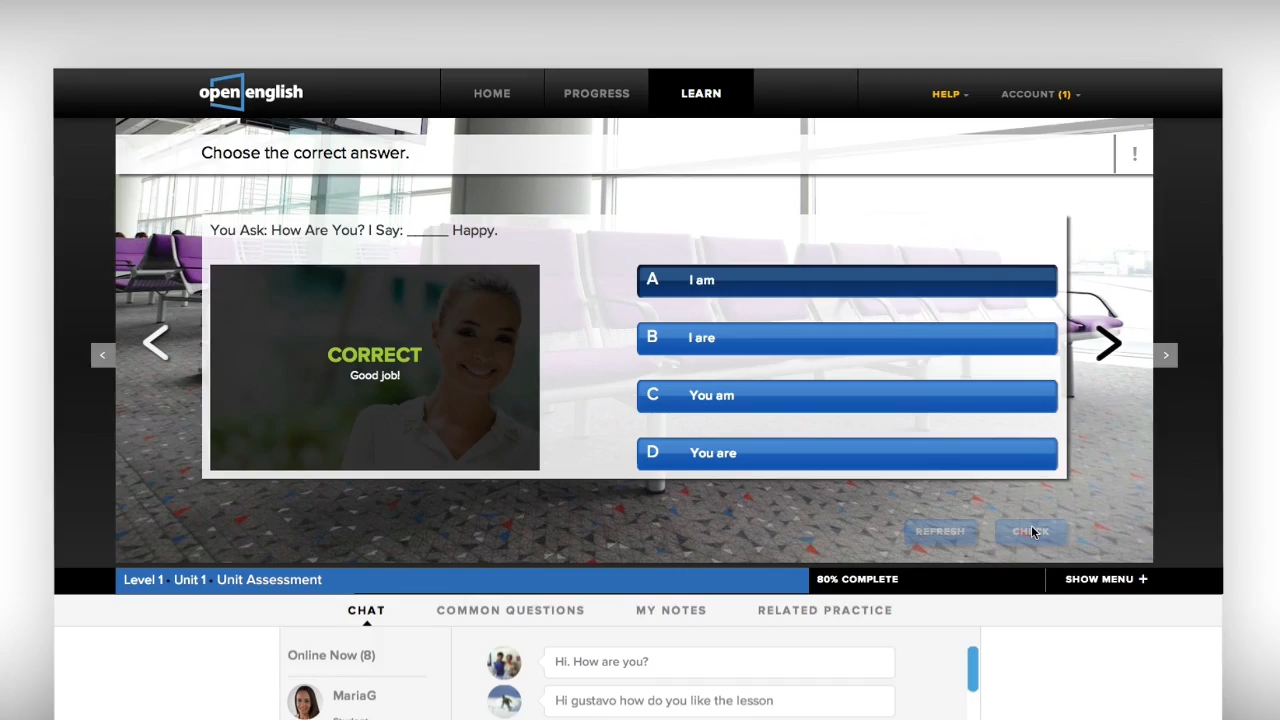 open english
HOME
PROGRESS
LEARN
HELP
ACCOUNT (1)
Choose the correct answer.
!
You Ask: How Are You? I Say: _____ Happy.
CORRECT
Good job!
A I am
B I are
C You am
D You are
<
>
REFRESH
CHECK
Level 1 · Unit 1 · Unit Assessment
80% COMPLETE
SHOW MENU +
CHAT
COMMON QUESTIONS
MY NOTES
RELATED PRACTICE
Online Now (8)
MariaG
Student
Hi. How are you?
Hi gustavo how do you like the lesson